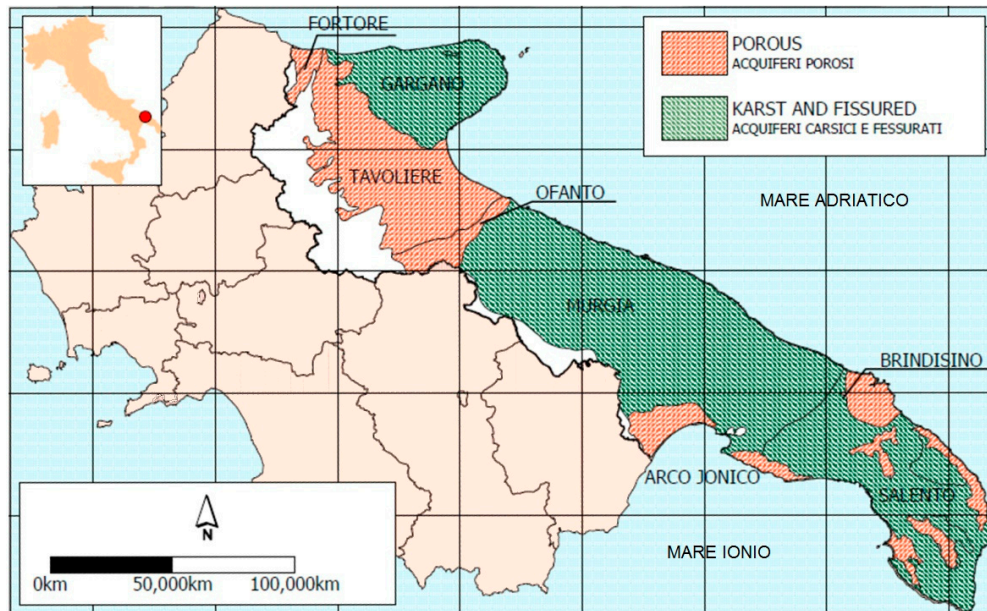 FORTORE
GARGANO
POROUS
ACQUIFERI POROSI
KARST AND FISSURED
ACQUIFERI CARSICI E FESSURATI
TAVOLIERE
OFANTO
MARE ADRIATICO
MURGIA
BRINDISINO
ARCO JONICO
SALENTO
N
MARE IONIO
0km
50,000km
100,000km